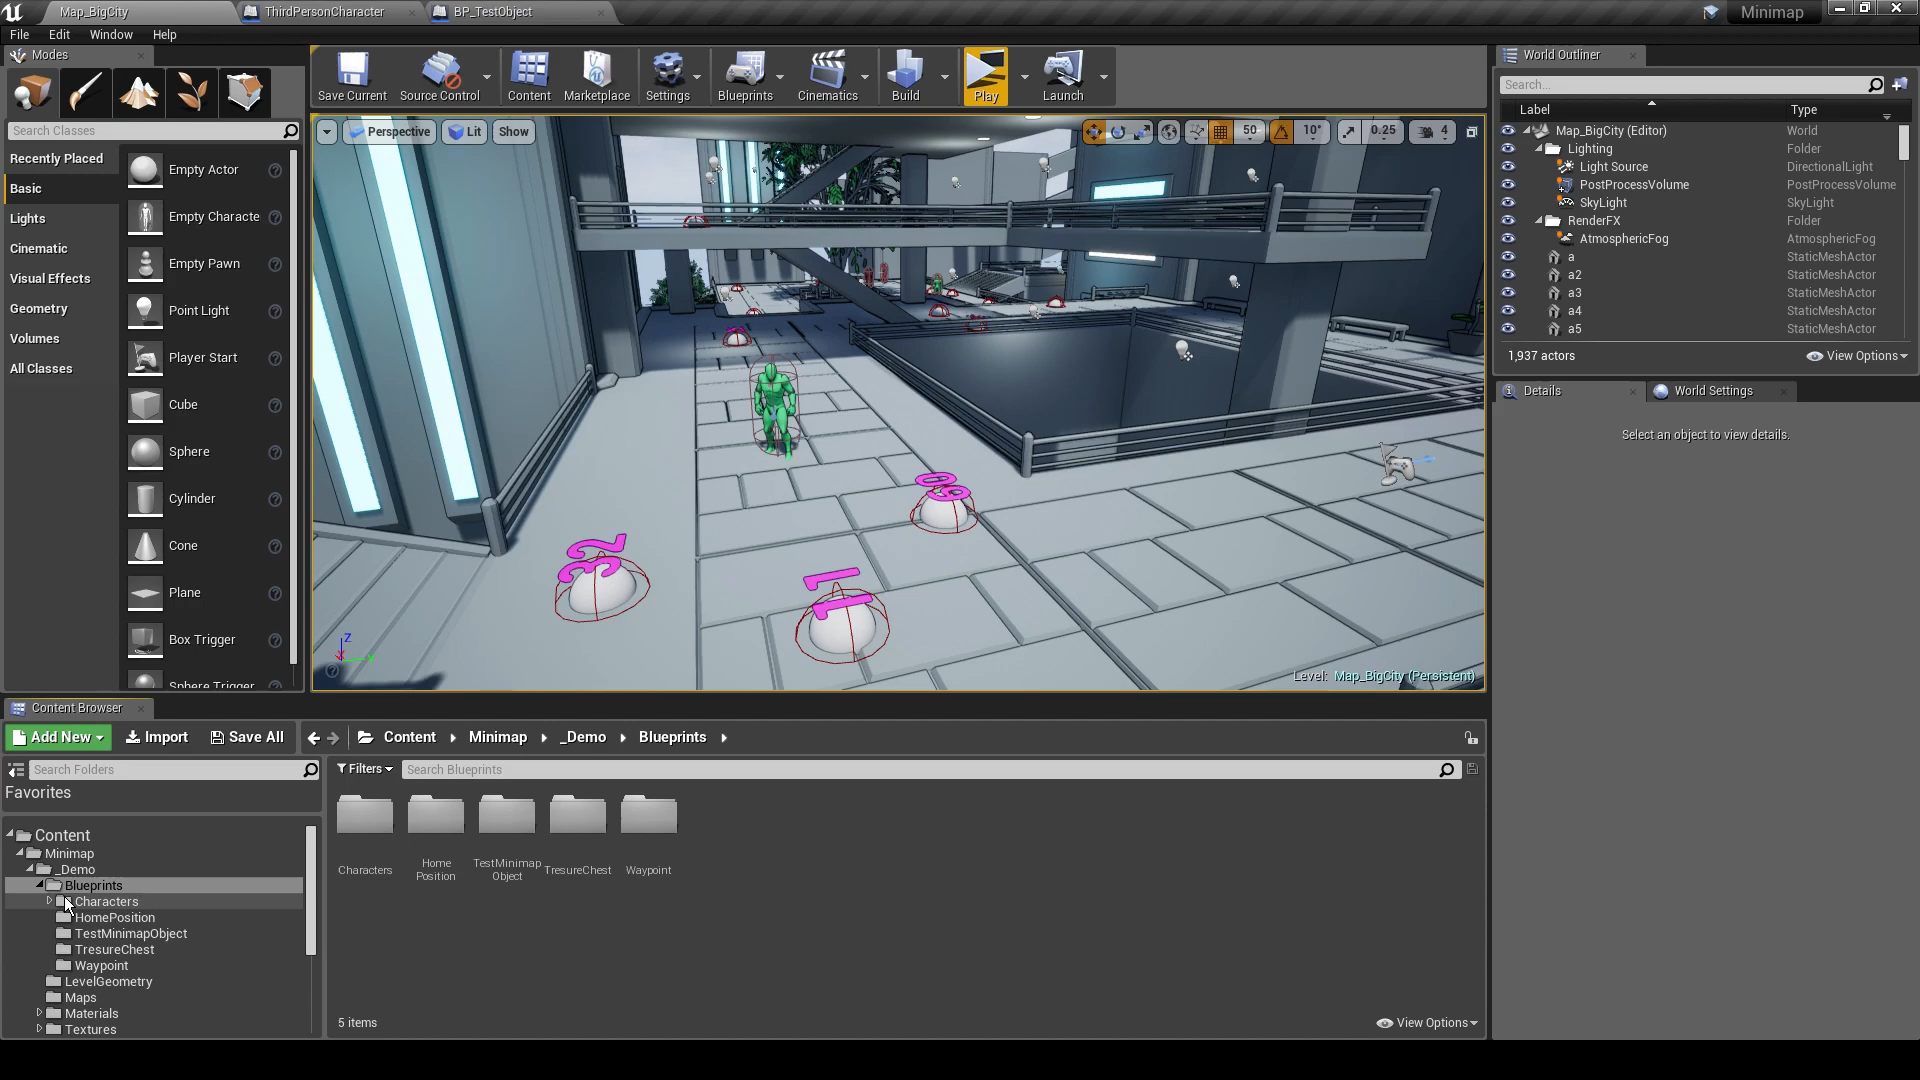 Map_BigCity
ThirdPersonCharacter
BP_TestObject
Minimap
File Edit Window Help
Modes
Search Classes
Recently Placed
Basic
Lights
Cinematic
Visual Effects
Geometry
Volumes
All Classes
Empty Actor
Empty Characte
Empty Pawn
Point Light
Player Start
Cube
Sphere
Cylinder
Cone
Plane
Box Trigger
Sphere Trigger
Save Current
Source Control
Content
Marketplace
Settings
Blueprints
Cinematics
Build
Play
Launch
Perspective
Lit
Show
50
10°
0.25
4
09
32
11
Z
X
Y
Level: Map_BigCity (Persistent)
World Outliner
Search...
Label Type
Map_BigCity (Editor) World
Lighting Folder
Light Source DirectionalLight
PostProcessVolume PostProcessVolume
SkyLight SkyLight
RenderFX Folder
AtmosphericFog AtmosphericFog
a StaticMeshActor
a2 StaticMeshActor
a3 StaticMeshActor
a4 StaticMeshActor
a5 StaticMeshActor
1,937 actors
View Options
Details
World Settings
Select an object to view details.
Content Browser
Add New
Import
Save All
Content
Minimap
_Demo
Blueprints
Search Folders
Favorites
Content
Minimap
_Demo
Blueprints
Characters
HomePosition
TestMinimapObject
TresureChest
Waypoint
LevelGeometry
Maps
Materials
Textures
Filters
Search Blueprints
Characters
Home
Position
TestMinimap
Object
TresureChest
Waypoint
5 items
View Options